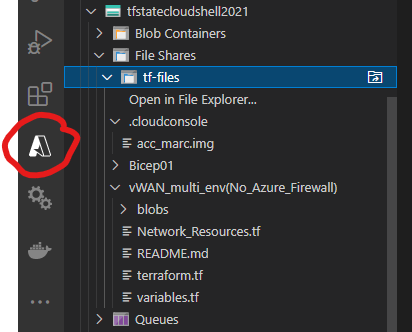 tfstatecloudshell2021
Blob Containers
File Shares
tf-files
Open in File Explorer...
.cloudconsole
acc_marc.img
Bicep01
vWAN_multi_env(No_Azure_Firewall)
blobs
Network_Resources.tf
README.md
terraform.tf
variables.tf
Queues